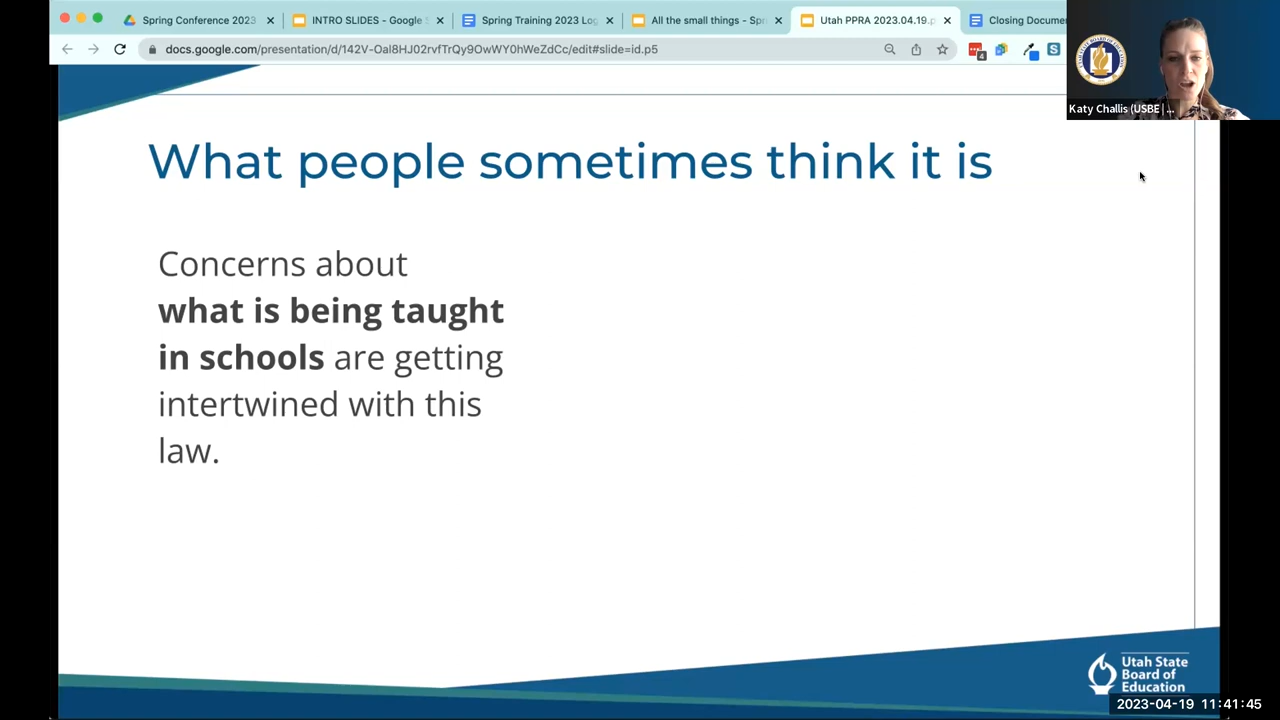 Spring Conference 2023
INTRO SLIDES - Google S
Spring Training 2023 Log
All the small things - Spr
Utah PPRA 2023.04.19.p
Closing Docume
docs.google.com/presentation/d/142V-OaI9HJ02rvfTrQy9OwWY0hWeZdCc/edit#slide=id.p5
4
S
Katy Challis (USBE | ...
What people sometimes think it is
Concerns about
what is being taught
in schools are getting
intertwined with this
law.
Utah State
Board of
Education
2023-04-19 11:41:45